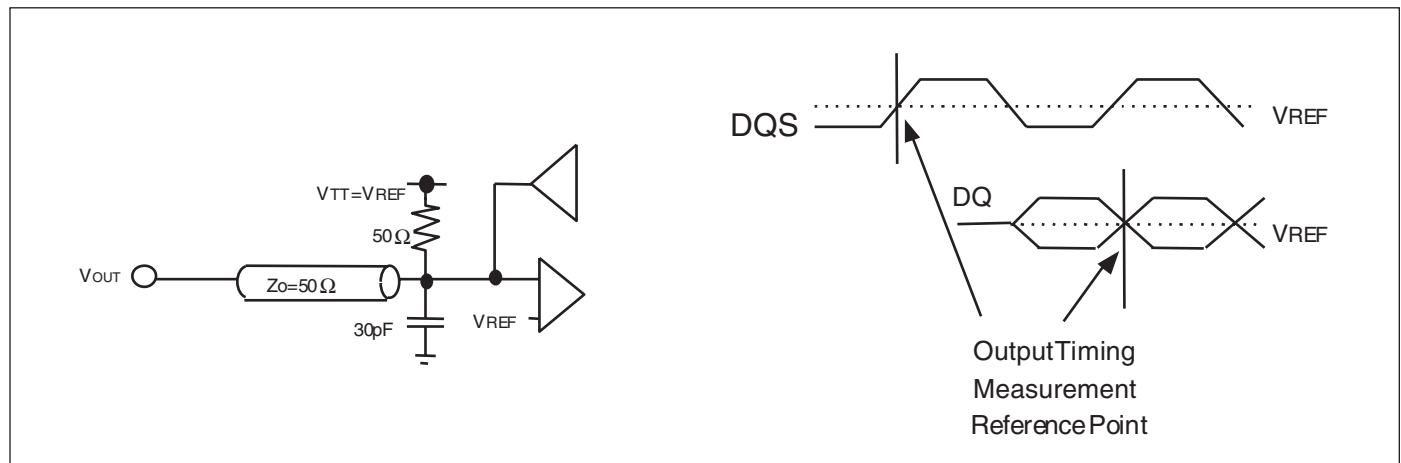 VTT=VREF
50Ω
VOUT
Zo=50Ω
30pF
VREF
DQS
VREF
DQ
VREF
OutputTiming
Measurement
ReferencePoint